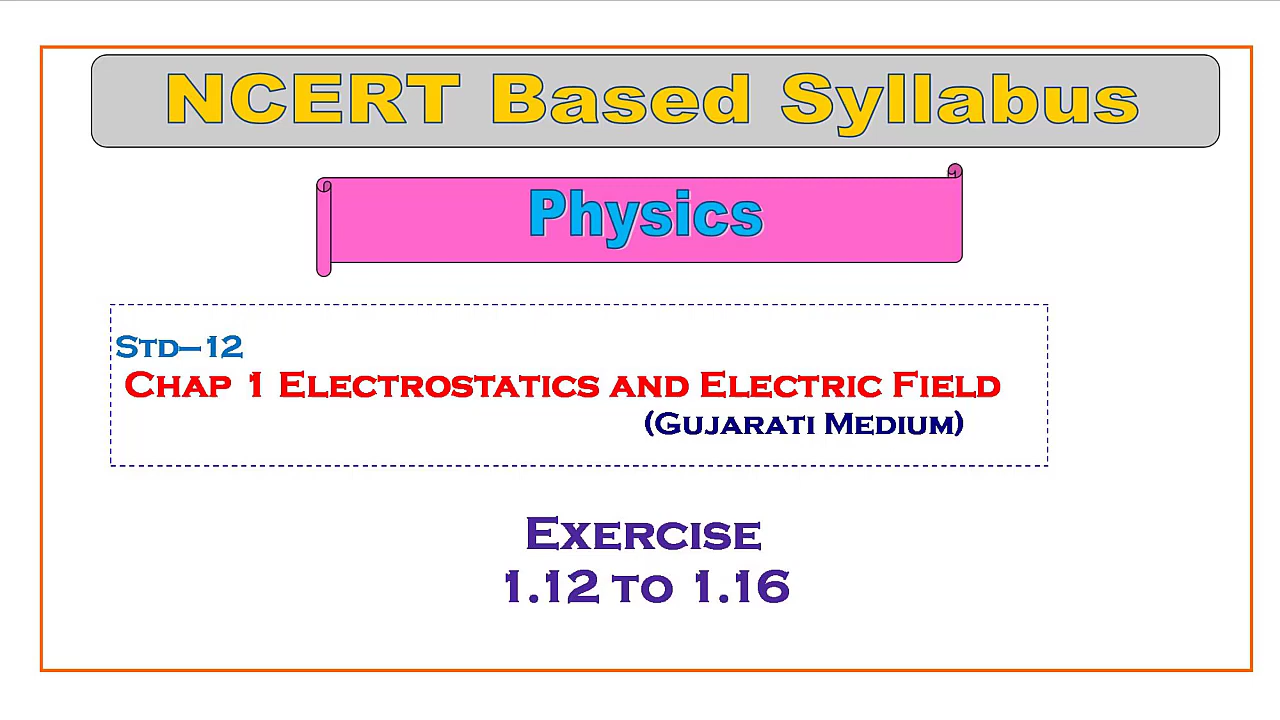 NCERT Based Syllabus
Physics
Std–12
Chap 1 Electrostatics and Electric Field
(Gujarati Medium)
Exercise
1.12 to 1.16